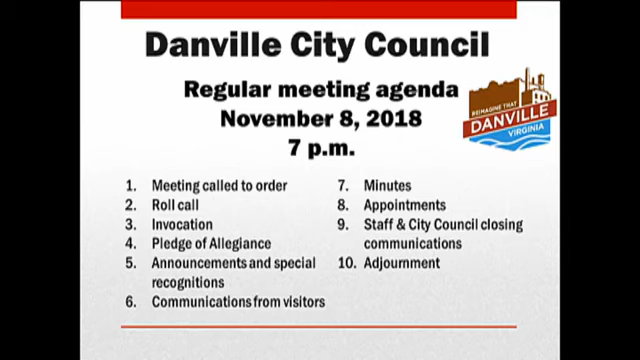 Danville City Council
Regular meeting agenda
November 8, 2018
7 p.m.
REIMAGINE THAT
DANVILLE
VIRGINIA
1. Meeting called to order
2. Roll call
3. Invocation
4. Pledge of Allegiance
5. Announcements and special
recognitions
6. Communications from visitors
7. Minutes
8. Appointments
9. Staff & City Council closing
communications
10. Adjournment